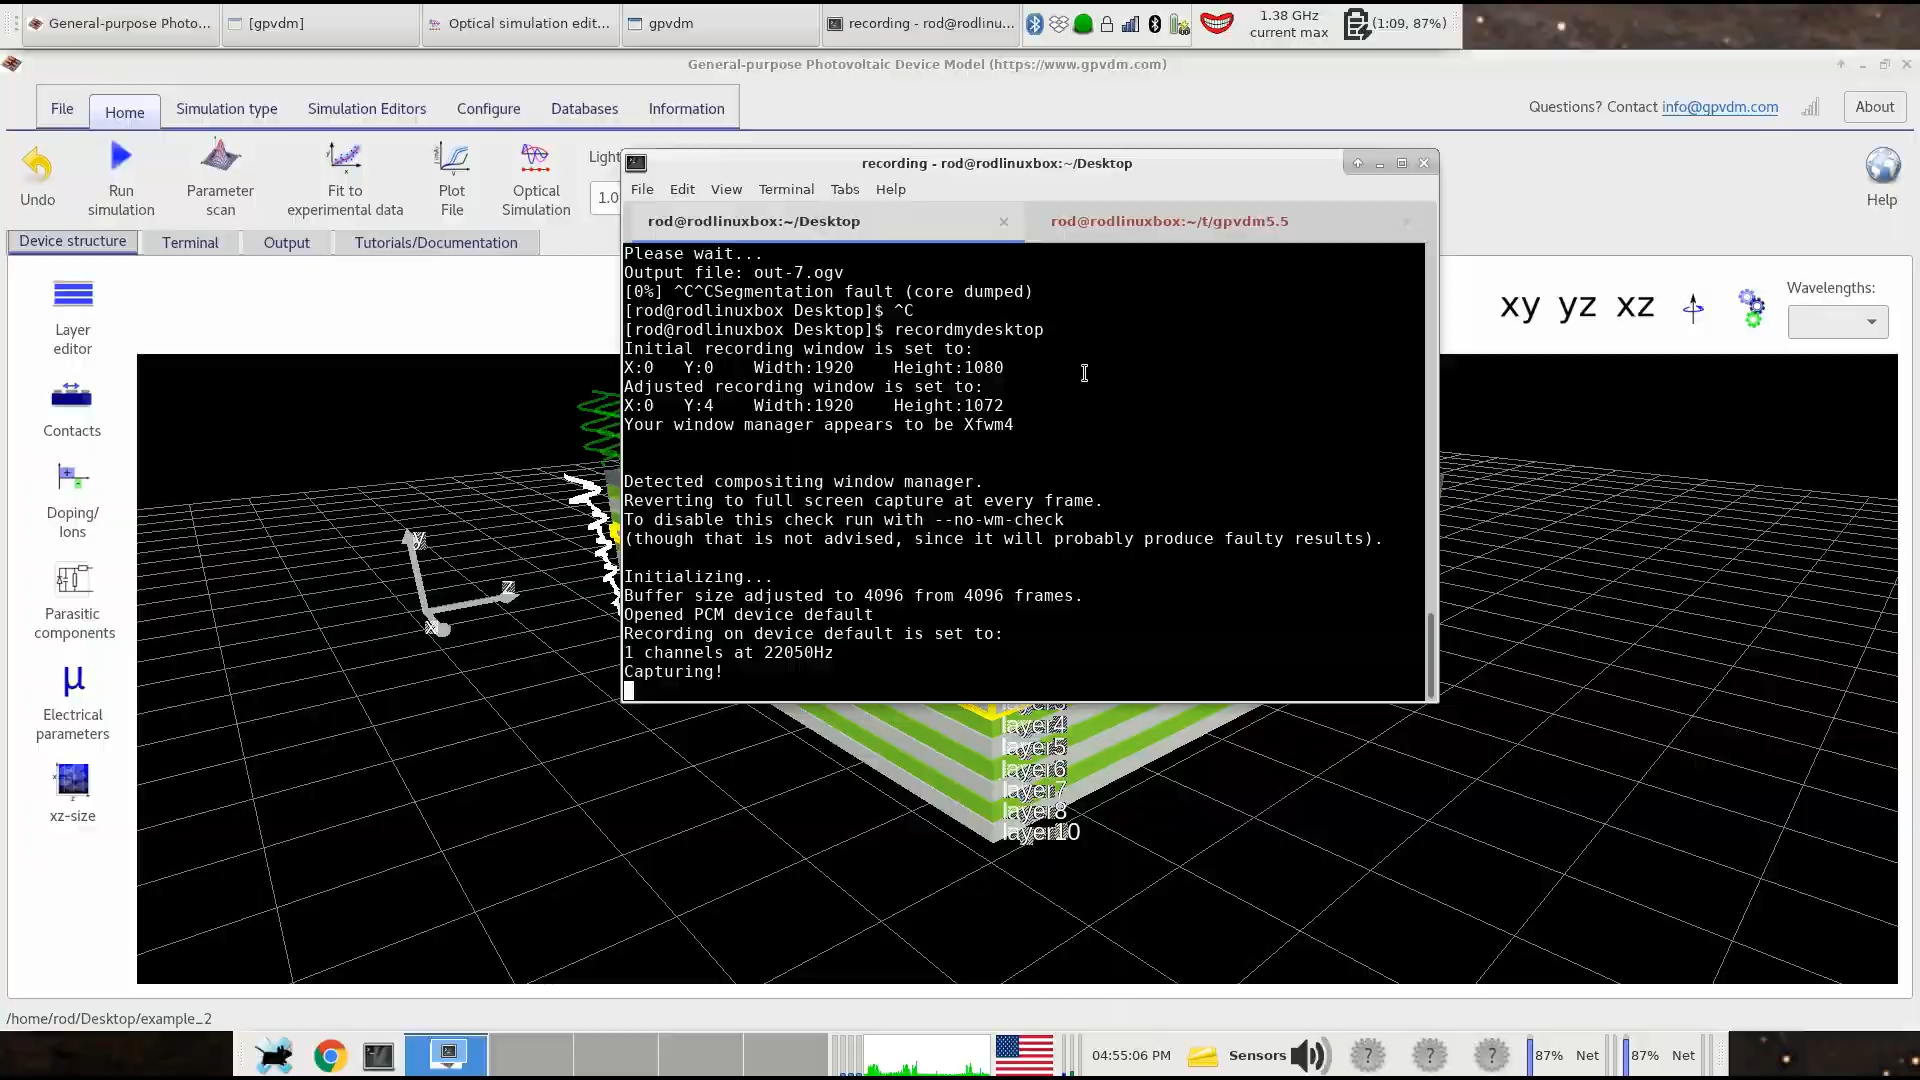 General-purpose Photo...
[gpvdm]
Optical simulation edit...
gpvdm
recording - rod@rodlinu...
1.38 GHz
current max
(1:09, 87%)
General-purpose Photovoltaic Device Model (https://www.gpvdm.com)
File
Home
Simulation type
Simulation Editors
Configure
Databases
Information
Questions? Contact info@gpvdm.com
About
Undo
Run
simulation
Parameter
scan
Fit to
experimental data
Plot
File
Optical
Simulation
Light
1.0
Help
Device structure
Terminal
Output
Tutorials/Documentation
Layer
editor
Contacts
Doping/
Ions
Parasitic
components
μ
Electrical
parameters
xz-size
xy yz xz
Wavelengths:
recording - rod@rodlinuxbox:~/Desktop
File Edit View Terminal Tabs Help
rod@rodlinuxbox:~/Desktop
rod@rodlinuxbox:~/t/gpvdm5.5
Please wait...
Output file: out-7.ogv
[0%] ^C^CSegmentation fault (core dumped)
[rod@rodlinuxbox Desktop]$ ^C
[rod@rodlinuxbox Desktop]$ recordmydesktop
Initial recording window is set to:
X:0 Y:0 Width:1920 Height:1080
Adjusted recording window is set to:
X:0 Y:4 Width:1920 Height:1072
Your window manager appears to be Xfwm4
Detected compositing window manager.
Reverting to full screen capture at every frame.
To disable this check run with --no-wm-check
(though that is not advised, since it will probably produce faulty results).
Initializing...
Buffer size adjusted to 4096 from 4096 frames.
Opened PCM device default
Recording on device default is set to:
1 channels at 22050Hz
Capturing!
y
z
x
layer4
layer5
layer6
layer7
layer8
layer10
/home/rod/Desktop/example_2
04:55:06 PM
Sensors
87%
Net
87%
Net